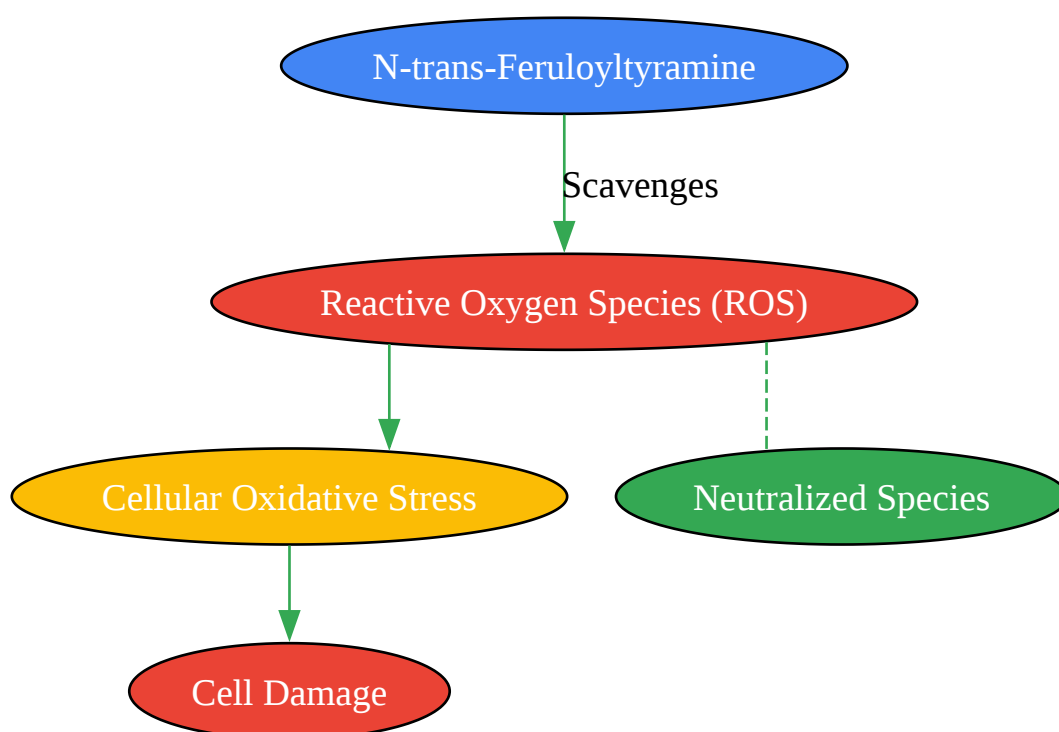 N-trans-Feruloyltyramine
Scavenges
Reactive Oxygen Species (ROS)
Cellular Oxidative Stress
Neutralized Species
Cell Damage